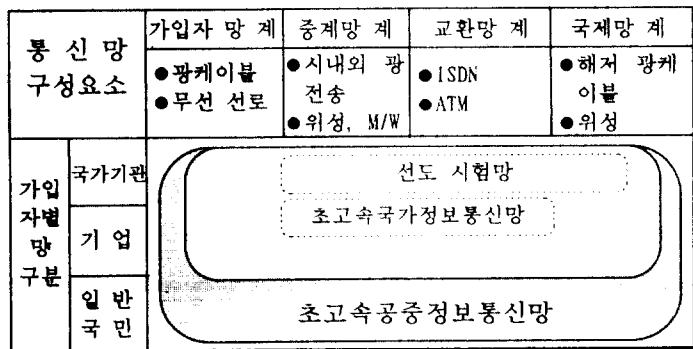 통 신 망
구성요소
가입자 망 계
중계망 계
교환망 계
국제망 계
●광케이블
●무선 선로
●시내외 광
전송
●위성, M/W
●ISDN
●ATM
●해저 광케
이블
●위성
가입
자별
망
구분
국가기관
기 업
일 반
국 민
선도 시험망
초고속국가정보통신망
초고속공중정보통신망